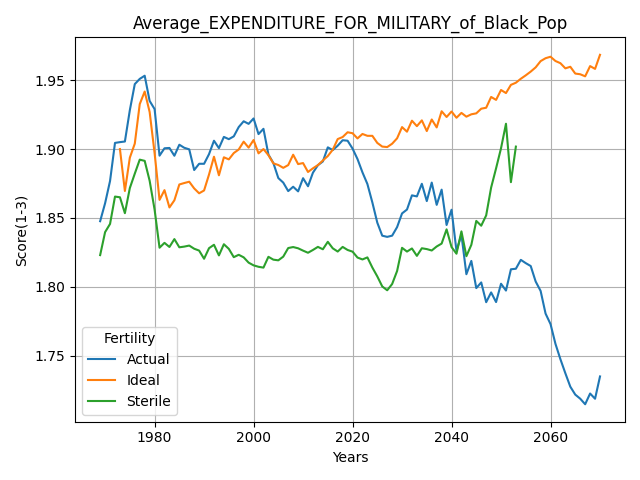 Average_EXPENDITURE_FOR_MILITARY_of_Black_Pop
Score(1-3)
1.95
1.90
1.85
1.80
1.75
Fertility
Actual
Ideal
Sterile
1980 2000 2020 2040 2060
Years